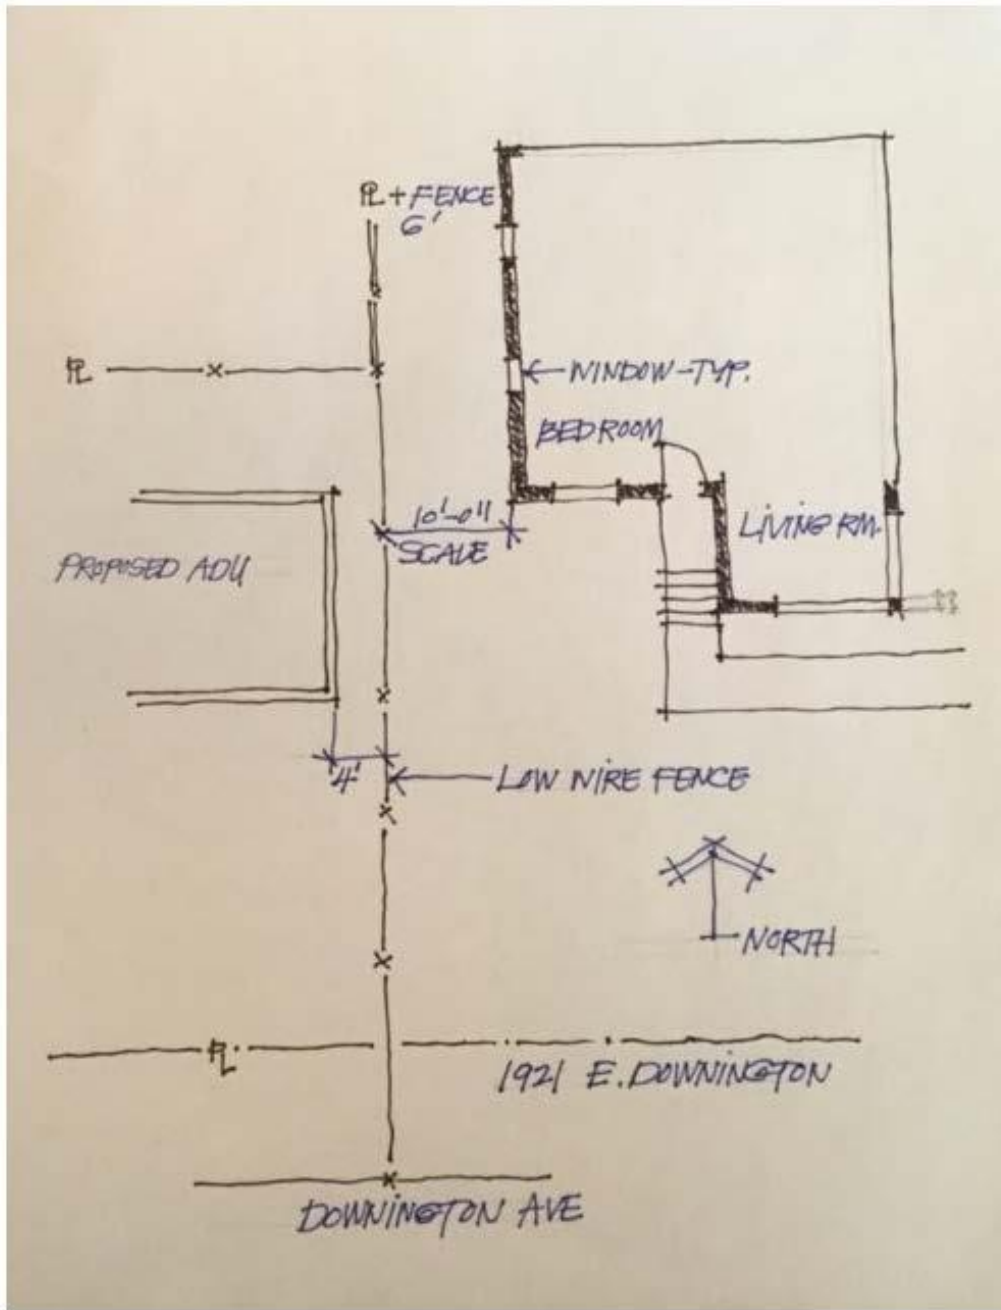 PL + FENCE
6'
PL
WINDOW-TYP.
BEDROOM
10'-0"
SCALE
LIVING RM.
PROPOSED ADU
4'
LOW WIRE FENCE
NORTH
PL
1921 E. DOWNINGTON
DOWNINGTON AVE